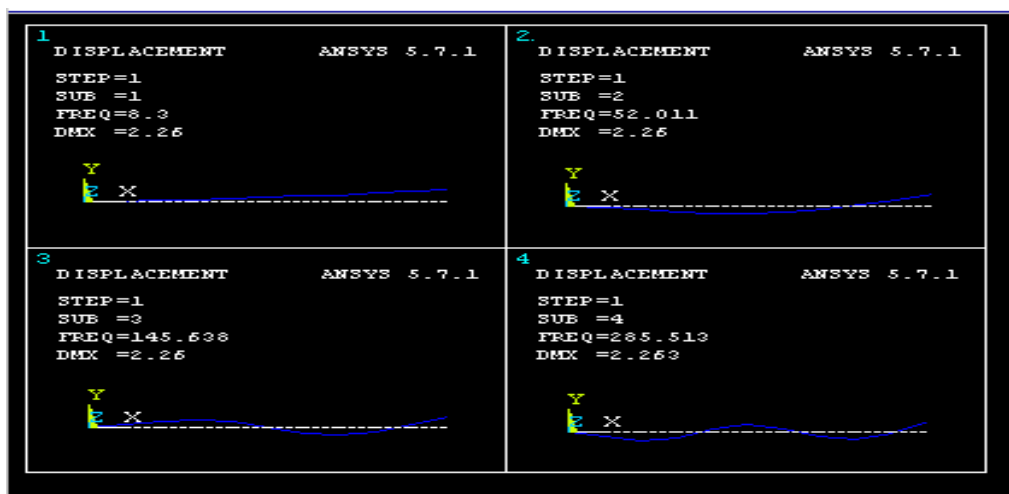 1
DISPLACEMENT ANSYS 5.7.1
STEP=1
SUB =1
FREQ=8.3
DMX =2.26
Y
Z X
2.
DISPLACEMENT ANSYS 5.7.1
STEP=1
SUB =2
FREQ=52.011
DMX =2.26
Y
Z X
3
DISPLACEMENT ANSYS 5.7.1
STEP=1
SUB =3
FREQ=145.638
DMX =2.26
Y
Z X
4
DISPLACEMENT ANSYS 5.7.1
STEP=1
SUB =4
FREQ=285.513
DMX =2.263
Y
Z X